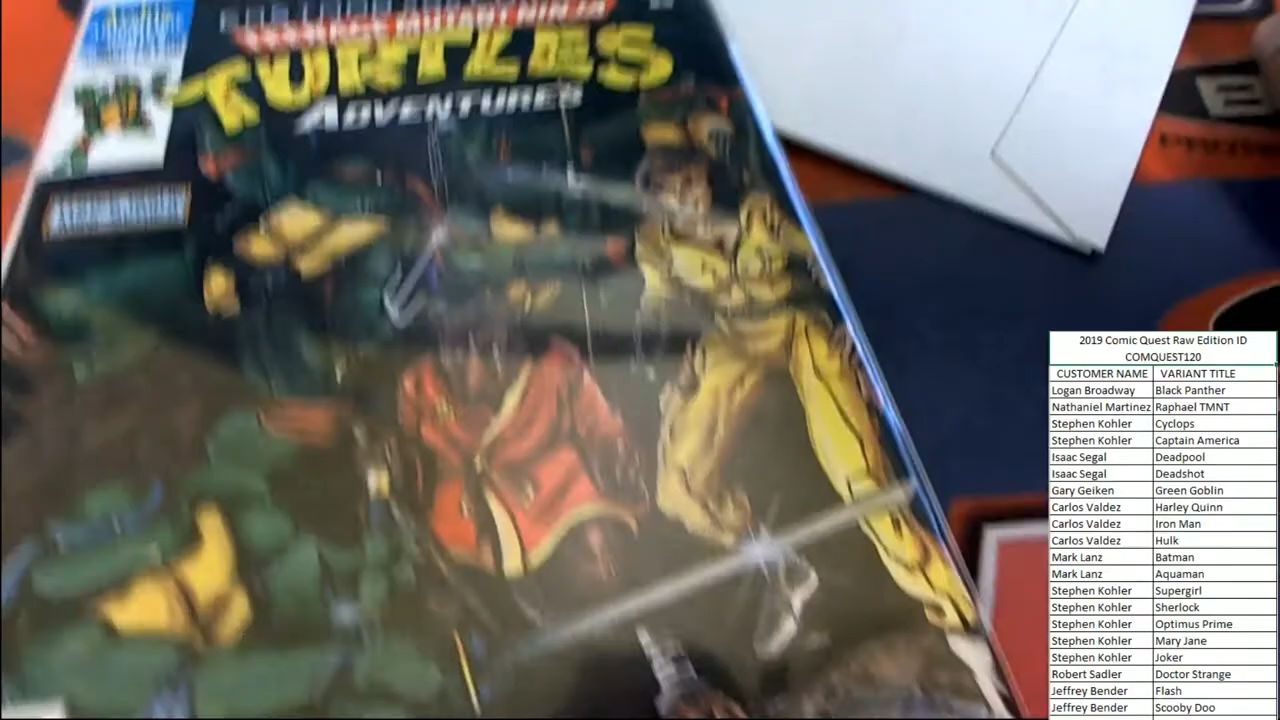 TEENAGE MUTANT NINJA
TURTLES
ADVENTURES
2019 Comic Quest Raw Edition ID
COMQUEST120
CUSTOMER NAME VARIANT TITLE
Logan Broadway Black Panther
Nathaniel Martinez Raphael TMNT
Stephen Kohler Cyclops
Stephen Kohler Captain America
Isaac Segal Deadpool
Isaac Segal Deadshot
Gary Geiken Green Goblin
Carlos Valdez Harley Quinn
Carlos Valdez Iron Man
Carlos Valdez Hulk
Mark Lanz Batman
Mark Lanz Aquaman
Stephen Kohler Supergirl
Stephen Kohler Sherlock
Stephen Kohler Optimus Prime
Stephen Kohler Mary Jane
Stephen Kohler Joker
Robert Sadler Doctor Strange
Jeffrey Bender Flash
Jeffrey Bender Scooby Doo